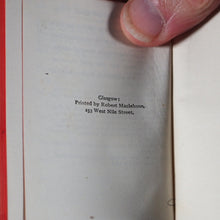 Glasgow:
Printed by Robert Maclehose,
153 West Nile Street.